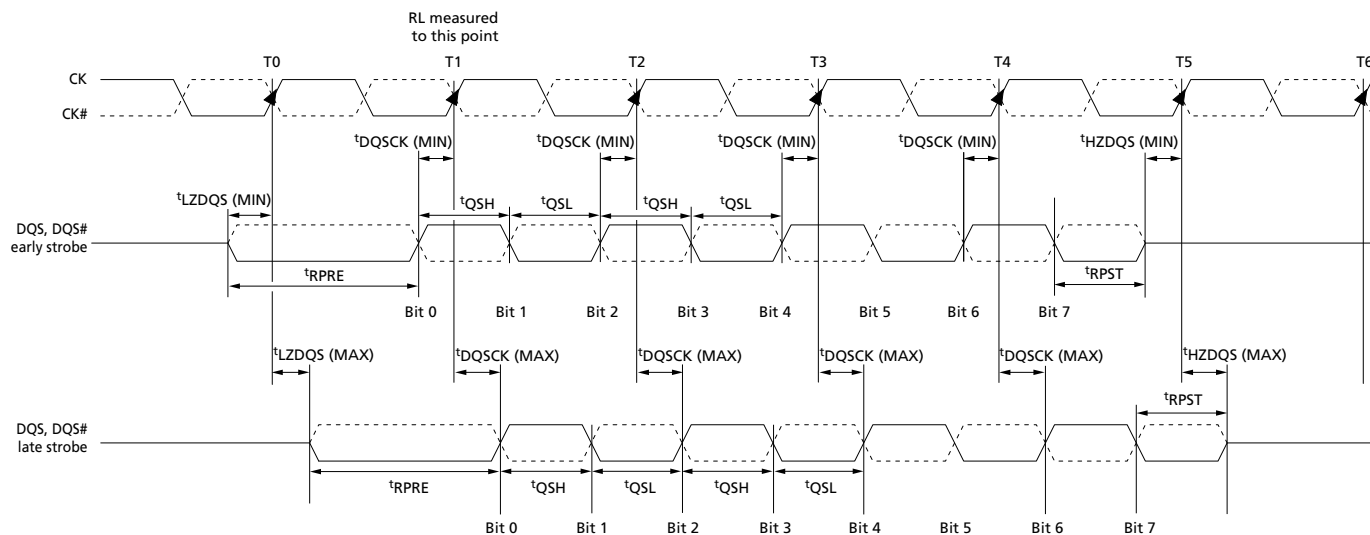 RL measured
to this point
T0 T1 T2 T3 T4 T5 T6
CK
CK#
tDQSCK (MIN) tDQSCK (MIN) tDQSCK (MIN) tDQSCK (MIN) tHZDQS (MIN)
tLZDQS (MIN) tQSH tQSL tQSH tQSL
DQS, DQS#
early strobe
tRPRE tRPST
Bit 0 Bit 1 Bit 2 Bit 3 Bit 4 Bit 5 Bit 6 Bit 7
tLZDQS (MAX) tDQSCK (MAX) tDQSCK (MAX) tDQSCK (MAX) tDQSCK (MAX) tHZDQS (MAX)
tRPST
DQS, DQS#
late strobe
tRPRE tQSH tQSL tQSH tQSL
Bit 0 Bit 1 Bit 2 Bit 3 Bit 4 Bit 5 Bit 6 Bit 7